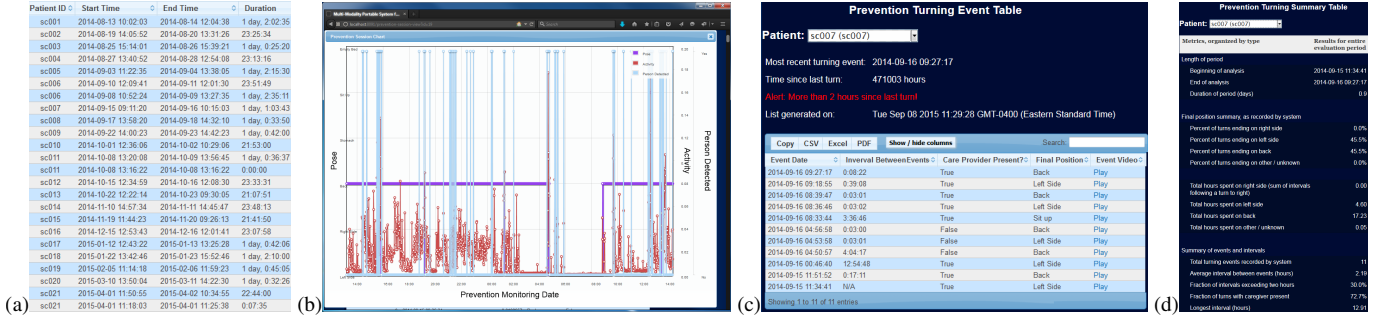 Patient ID Start Time End Time Duration
sc001 2014-08-13 10:02:03 2014-08-14 12:04:38 1 day, 2:02:35
sc002 2014-08-19 14:05:52 2014-08-20 13:31:26 23:25:34
sc003 2014-08-25 15:14:01 2014-08-26 15:39:21 1 day, 0:25:20
sc004 2014-08-27 13:40:52 2014-08-28 12:54:08 23:13:16
sc005 2014-09-03 11:22:35 2014-09-04 13:38:05 1 day, 2:15:30
sc006 2014-09-10 12:09:41 2014-09-11 12:01:30 23:51:49
sc006 2014-09-08 10:52:24 2014-09-09 13:27:35 1 day, 2:35:11
sc007 2014-09-15 09:11:20 2014-09-16 10:15:03 1 day, 1:03:43
sc008 2014-09-17 13:58:20 2014-09-18 14:32:10 1 day, 0:33:50
sc009 2014-09-22 14:00:23 2014-09-23 14:42:23 1 day, 0:42:00
sc010 2014-10-01 12:36:06 2014-10-02 10:29:06 21:53:00
sc011 2014-10-08 13:20:08 2014-10-09 13:56:45 1 day, 0:36:37
sc011 2014-10-08 13:16:22 2014-10-08 13:16:22 0:00:00
sc012 2014-10-15 12:34:59 2014-10-16 12:08:30 23:33:31
sc013 2014-10-22 12:22:14 2014-10-23 09:30:05 21:07:51
sc014 2014-11-10 14:57:34 2014-11-11 14:45:47 23:48:13
sc015 2014-11-19 11:44:23 2014-11-20 09:26:13 21:41:50
sc016 2014-12-15 12:53:43 2014-12-16 12:01:41 23:07:58
sc017 2015-01-12 12:43:22 2015-01-13 13:25:28 1 day, 0:42:06
sc018 2015-01-22 13:42:46 2015-01-23 15:52:46 1 day, 2:10:00
sc019 2015-02-05 11:14:18 2015-02-06 11:59:23 1 day, 0:45:05
sc020 2015-03-10 13:50:04 2015-03-11 14:22:30 1 day, 0:32:26
sc021 2015-04-01 11:50:55 2015-04-02 10:34:55 22:44:00
sc021 2015-04-01 11:18:03 2015-04-01 11:25:38 0:07:35
(a)
Prevention Session Chart
Pose
Activity
Person Detected
Pose
Activity
Person Detected
Prevention Monitoring Date
(b)
Prevention Turning Event Table
Patient: sc007 (sc007)
Most recent turning event: 2014-09-16 09:27:17
Time since last turn: 471003 hours
Alert: More than 2 hours since last turn!
List generated on: Tue Sep 08 2015 11:29:28 GMT-0400 (Eastern Standard Time)
Copy CSV Excel PDF Show / hide columns Search:
Event Date Inverval BetweenEvents Care Provider Present? Final Position Event Video
2014-09-16 09:27:17 0:08:22 True Back Play
2014-09-16 09:18:55 0:39:08 True Left Side Play
2014-09-16 08:39:47 0:03:01 True Back Play
2014-09-16 08:36:46 0:03:02 True Left Side Play
2014-09-16 08:33:44 3:36:46 True Sit up Play
2014-09-16 04:56:58 0:03:00 False Back Play
2014-09-16 04:53:58 0:03:01 False Left Side Play
2014-09-16 04:50:57 4:04:17 False Back Play
2014-09-16 00:46:40 12:54:48 True Left Side Play
2014-09-15 11:51:52 0:17:11 True Back Play
2014-09-15 11:34:41 N/A True Left Side Play
Showing 1 to 11 of 11 entries
(c)
Prevention Turning Summary Table
Patient: sc007 (sc007)
Metrics, organized by type Results for entire evaluation period
Length of period
Beginning of analysis 2014-09-15 11:34:41
End of analysis 2014-09-16 09:27:17
Duration of period (days) 0.9
Final position summary, as recorded by system
Percent of turns ending on right side 0.0%
Percent of turns ending on left side 45.5%
Percent of turns ending on back 45.5%
Percent of turns ending on other / unknown 0.0%
Total hours spent on right side (sum of intervals following a turn to right) 0.00
Total hours spent on left side 4.60
Total hours spent on back 17.23
Total hours spent on other / unknown 0.05
Summary of events and intervals
Total turning events recorded by system 11
Average interval between events (hours) 2.19
Fraction of intervals exceeding two hours 30.0%
Fraction of turns with caregiver present 72.7%
Longest interval (hours) 12.91
(d)